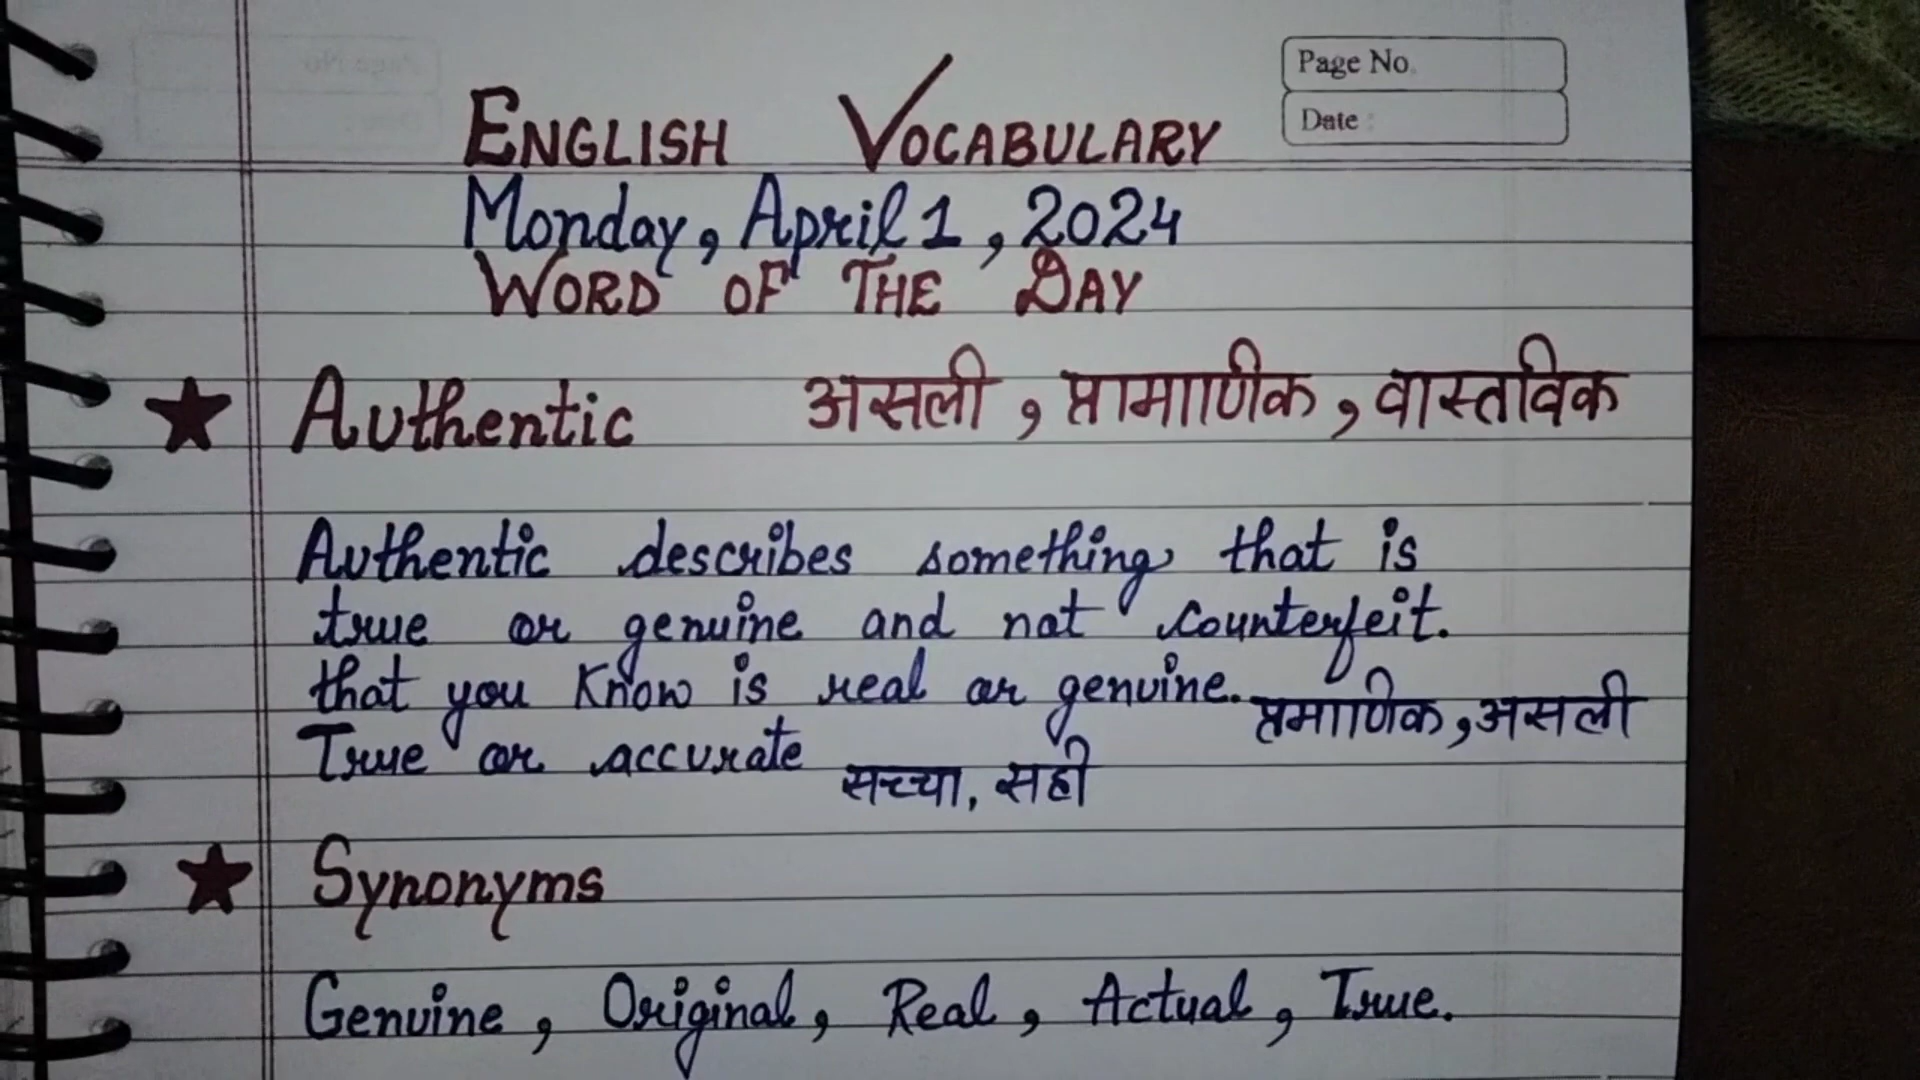 Page No.
Date :
ENGLISH VOCABULARY
Monday, April 1, 2024
WORD OF THE DAY
★ Authentic असली, प्रामाणिक, वास्तविक
Authentic describes something that is
true or genuine and not counterfeit.
that you know is real or genuine. प्रमाणिक, असली
True or accurate सच्चा, सही
★ Synonyms
Genuine, Original, Real, Actual, True.